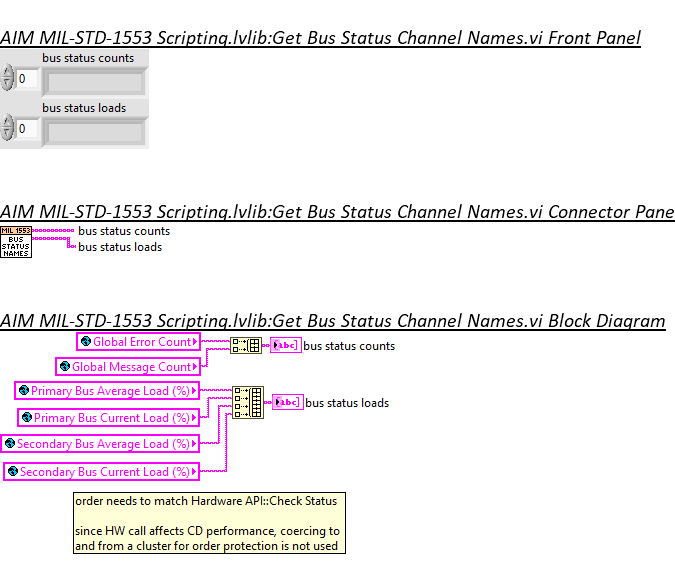 AIM MIL-STD-1553 Scripting.lvlib:Get Bus Status Channel Names.vi Front Panel
bus status counts
0
bus status loads
0
AIM MIL-STD-1553 Scripting.lvlib:Get Bus Status Channel Names.vi Connector Pane
MIL 1553
BUS
STATUS
NAMES
bus status counts
bus status loads
AIM MIL-STD-1553 Scripting.lvlib:Get Bus Status Channel Names.vi Block Diagram
Global Error Count
abc
bus status counts
Global Message Count
Primary Bus Average Load (%)
abc
bus status loads
Primary Bus Current Load (%)
Secondary Bus Average Load (%)
Secondary Bus Current Load (%)
order needs to match Hardware API::Check Status
since HW call affects CD performance, coercing to
and from a cluster for order protection is not used